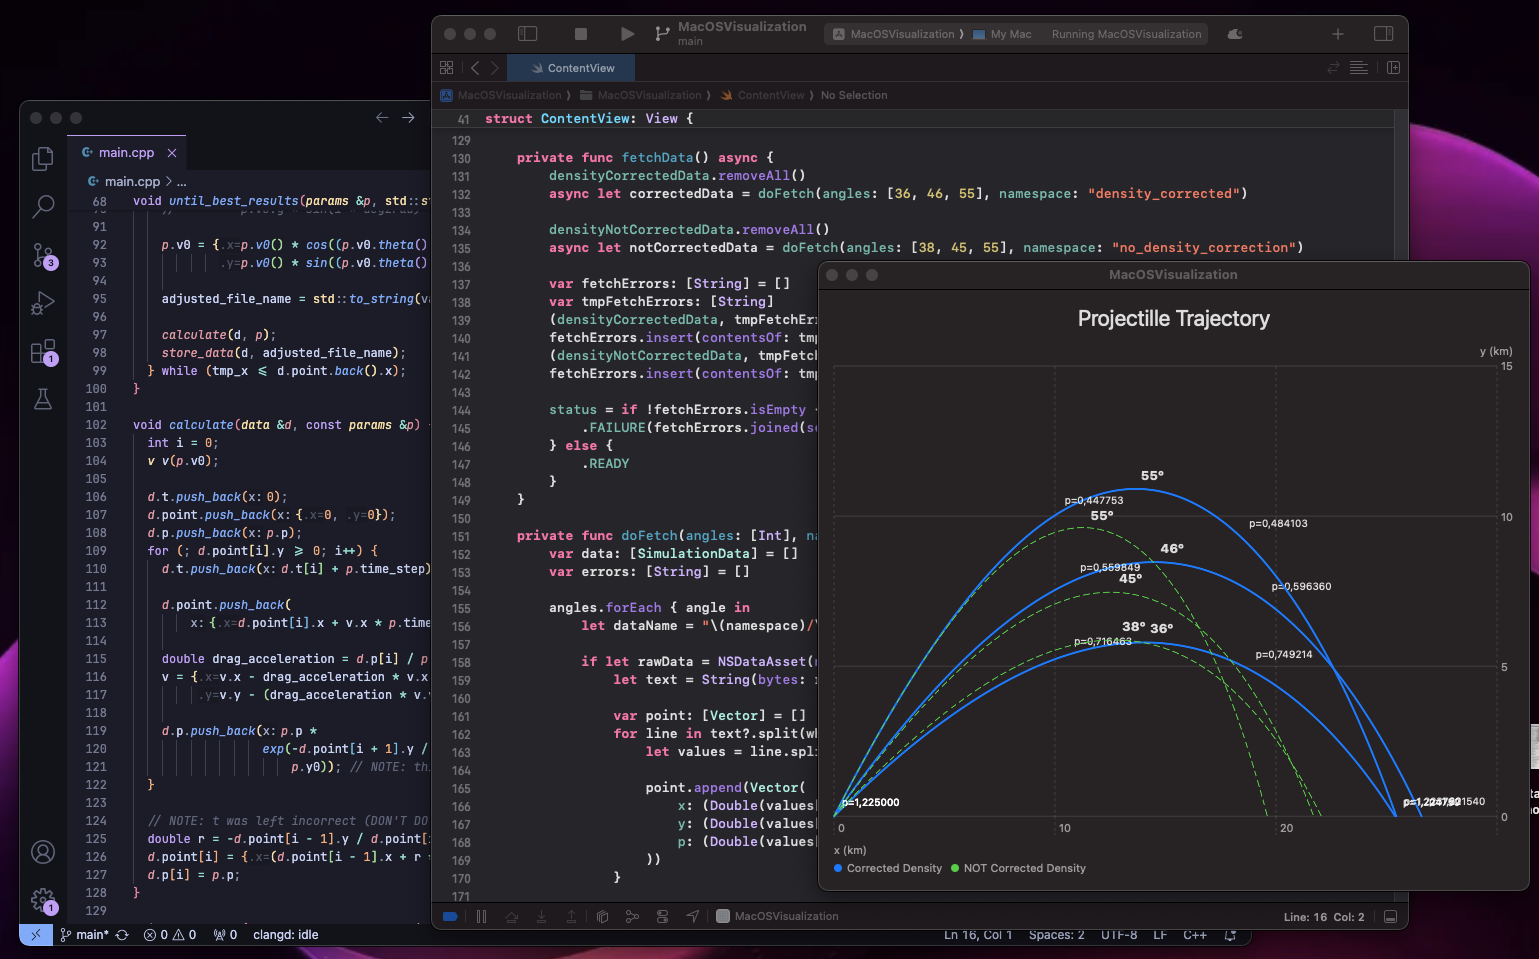 MacOSVisualization
main
MacOSVisualization ⟩ My Mac
Running MacOSVisualization
ContentView
MacOSVisualization ⟩ MacOSVisualization ⟩ ContentView ⟩ No Selection
41 struct ContentView: View {
129
130 private func fetchData() async {
131 densityCorrectedData.removeAll()
132 async let correctedData = doFetch(angles: [36, 46, 55], namespace: "density_corrected")
133
134 densityNotCorrectedData.removeAll()
135 async let notCorrectedData = doFetch(angles: [38, 45, 55], namespace: "no_density_correction")
136
137 var fetchErrors: [String] = []
138 var tmpFetchErrors: [String]
139 (densityCorrectedData, tmpFetchErr
140 fetchErrors.insert(contentsOf: tmp
141 (densityNotCorrectedData, tmpFetch
142 fetchErrors.insert(contentsOf: tmp
143
144 status = if !fetchErrors.isEmpty
145 .FAILURE(fetchErrors.joined(se
146 } else {
147 .READY
148 }
149 }
150
151 private func doFetch(angles: [Int], na
152 var data: [SimulationData] = []
153 var errors: [String] = []
154
155 angles.forEach { angle in
156 let dataName = "\(namespace)/\
157
158 if let rawData = NSDataAsset(n
159 let text = String(bytes:
160
161 var point: [Vector] = []
162 for line in text?.split(wh
163 let values = line.spli
164
165 point.append(Vector(
166 x: (Double(values[
167 y: (Double(values[
168 p: (Double(values[
169 ))
170 }
171
MacOSVisualization
Line: 16 Col: 2
main.cpp
main.cpp > ...
68 void until_best_results(params &p, std::st
91
92 p.v0 = {.x=p.v0() * cos((p.v0.theta()
93 .y=p.v0() * sin((p.v0.theta()
94
95 adjusted_file_name = std::to_string(va
96
97 calculate(d, p);
98 store_data(d, adjusted_file_name);
99 } while (tmp_x <= d.point.back().x);
100 }
101
102 void calculate(data &d, const params &p) {
103 int i = 0;
104 v v(p.v0);
105
106 d.t.push_back(x: 0);
107 d.point.push_back(x: {.x=0, .y=0});
108 d.p.push_back(x: p.p);
109 for (; d.point[i].y >= 0; i++) {
110 d.t.push_back(x: d.t[i] + p.time_step)
111
112 d.point.push_back(
113 x: {.x=d.point[i].x + v.x * p.time
114
115 double drag_acceleration = d.p[i] / p
116 v = {.x=v.x - drag_acceleration * v.x
117 .y=v.y - (drag_acceleration * v.
118
119 d.p.push_back(x: p.p *
120 exp(-d.point[i + 1].y /
121 p.y0)); // NOTE: th
122 }
123
124 // NOTE: t was left incorrect (DON'T DO
125 double r = -d.point[i - 1].y / d.point[i
126 d.point[i] = {.x=(d.point[i - 1].x + r
127 d.p[i] = p.p;
128 }
129
3
1
1
main*
0 0
0
clangd: idle
Ln 16, Col 1
Spaces: 2
UTF-8
LF
C++
MacOSVisualization
Projectille Trajectory
y (km)
15
55°
p=0,447753
55°
10
p=0,484103
46°
p=0,559849
45°
p=0,596360
38° 36°
p=0,716463
p=0,749214
5
p=1,225000
0
0
10
20
x (km)
Corrected Density
NOT Corrected Density